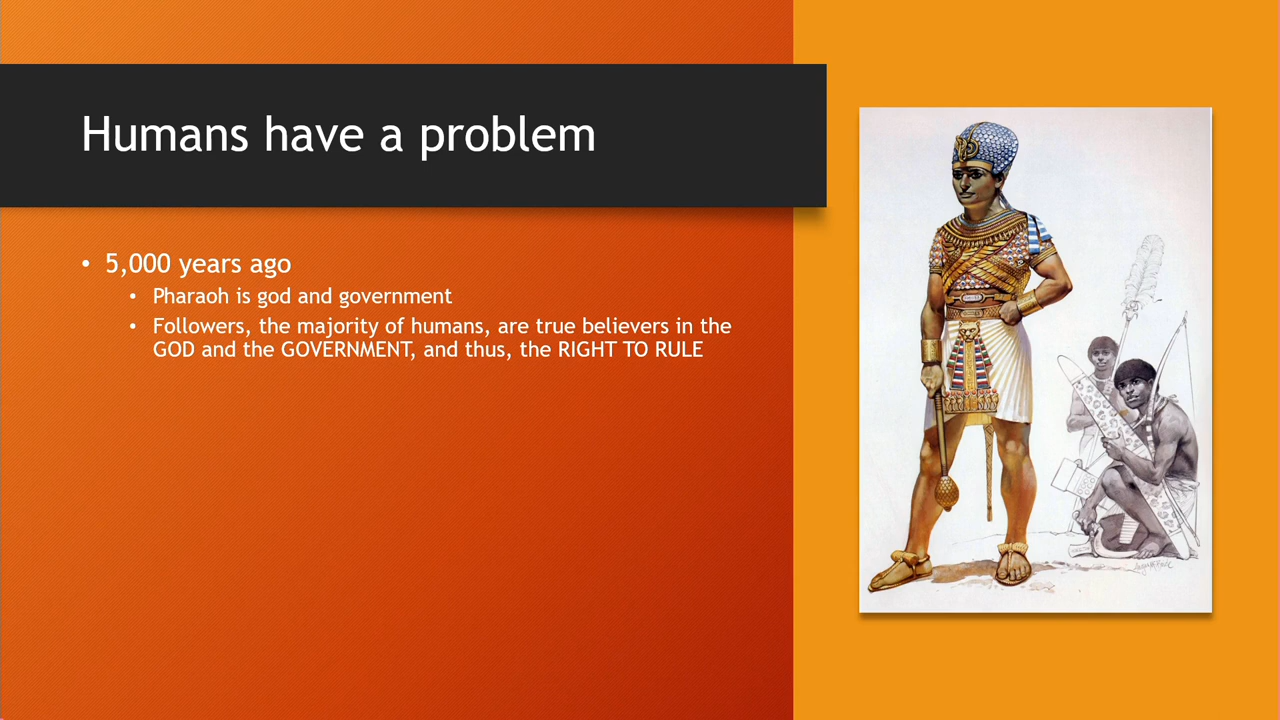 Humans have a problem
• 5,000 years ago
• Pharaoh is god and government
• Followers, the majority of humans, are true believers in the
GOD and the GOVERNMENT, and thus, the RIGHT TO RULE